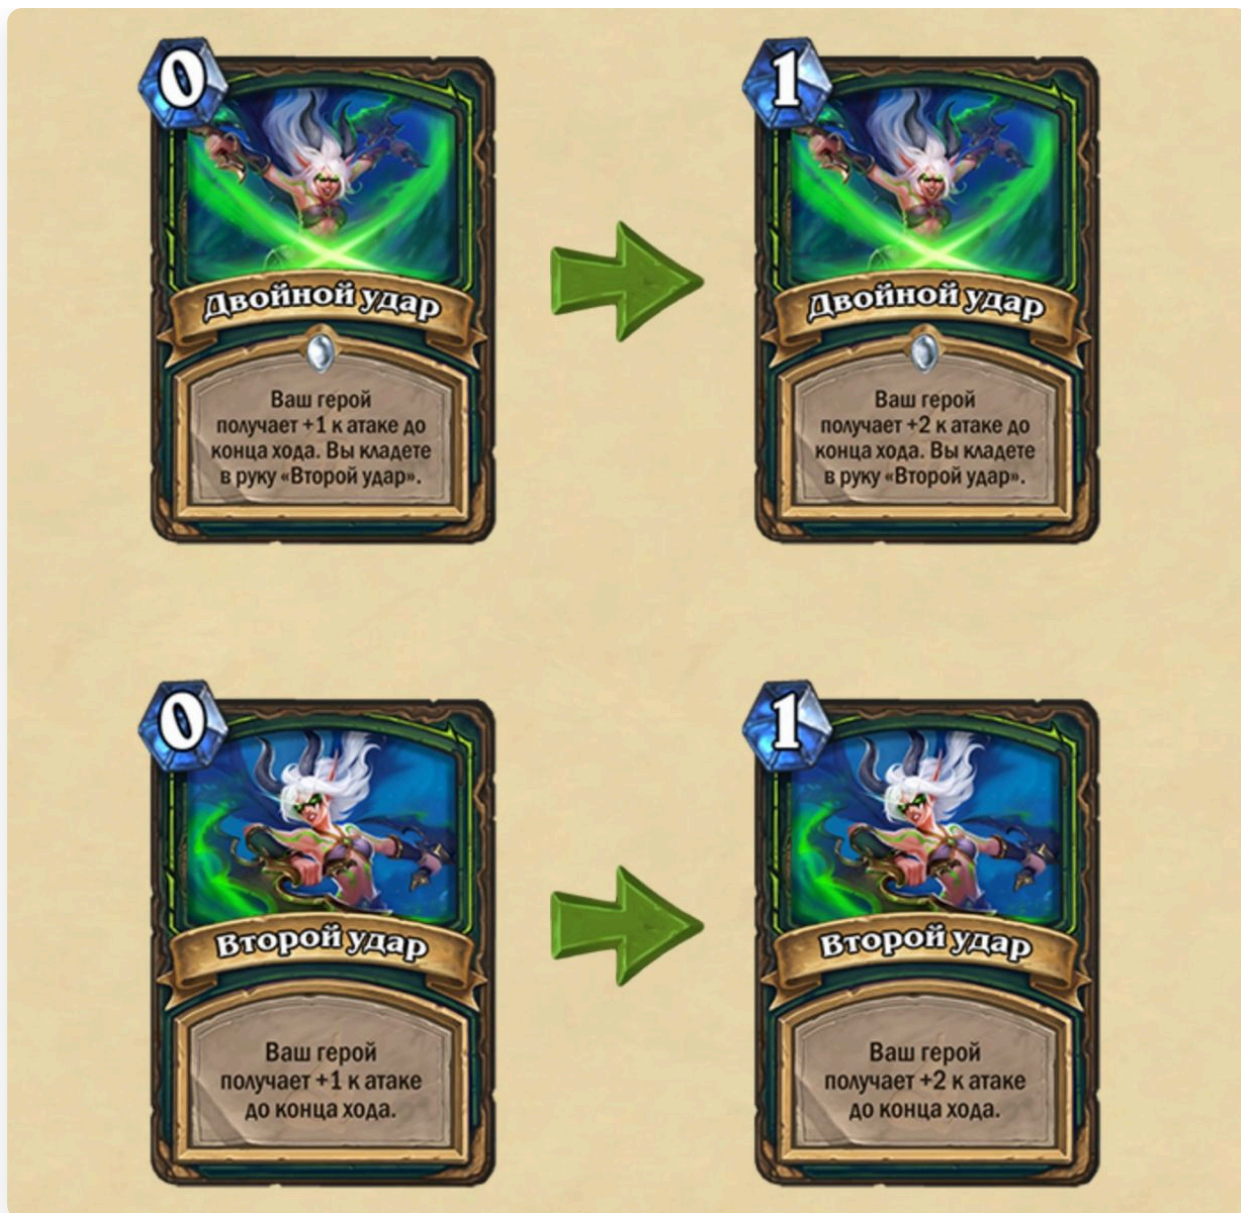 0
Двойной удар
Ваш герой
получает +1 к атаке до
конца хода. Вы кладете
в руку «Второй удар».
1
Двойной удар
Ваш герой
получает +2 к атаке до
конца хода. Вы кладете
в руку «Второй удар».
0
Второй удар
Ваш герой
получает +1 к атаке
до конца хода.
1
Второй удар
Ваш герой
получает +2 к атаке
до конца хода.